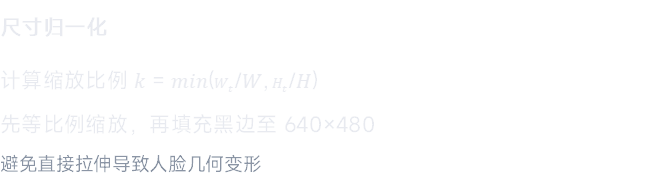 尺寸归一化
计算缩放比例 k = min(Wₜ/W , Hₜ/H)
先等比例缩放，再填充黑边至 640×480
避免直接拉伸导致人脸几何变形